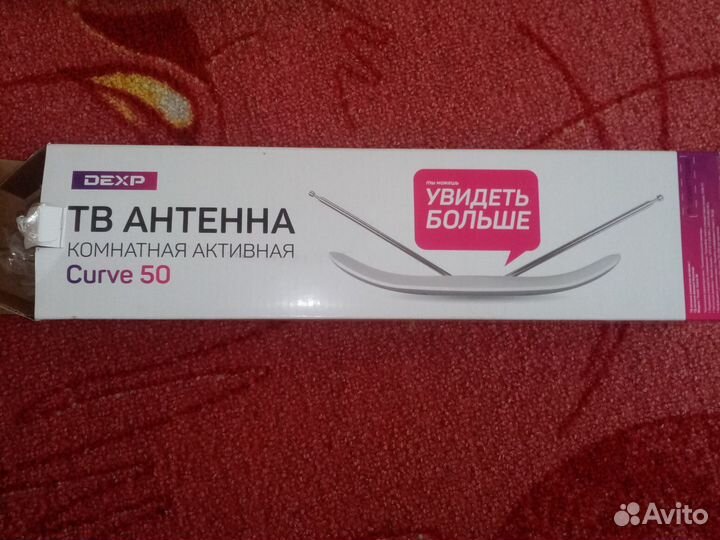 DEXP
ТВ АНТЕННА
КОМНАТНАЯ АКТИВНАЯ
Curve 50
ты можешь
УВИДЕТЬ
БОЛЬШЕ
Avito